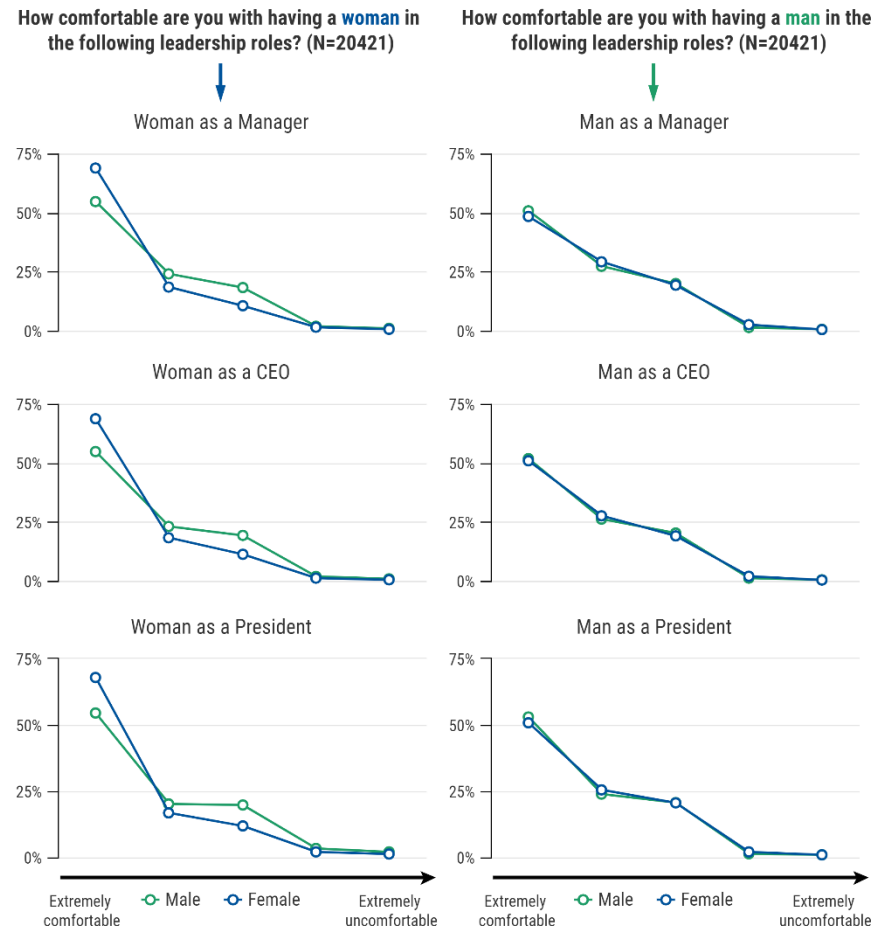 How comfortable are you with having a woman in
the following leadership roles? (N=20421)
How comfortable are you with having a man in the
following leadership roles? (N=20421)
Woman as a Manager
75%
50%
25%
0%
Man as a Manager
75%
50%
25%
0%
Woman as a CEO
75%
50%
25%
0%
Man as a CEO
75%
50%
25%
0%
Woman as a President
75%
50%
25%
0%
Man as a President
75%
50%
25%
0%
Extremely
comfortable
Male
Female
Extremely
uncomfortable
Extremely
comfortable
Male
Female
Extremely
uncomfortable